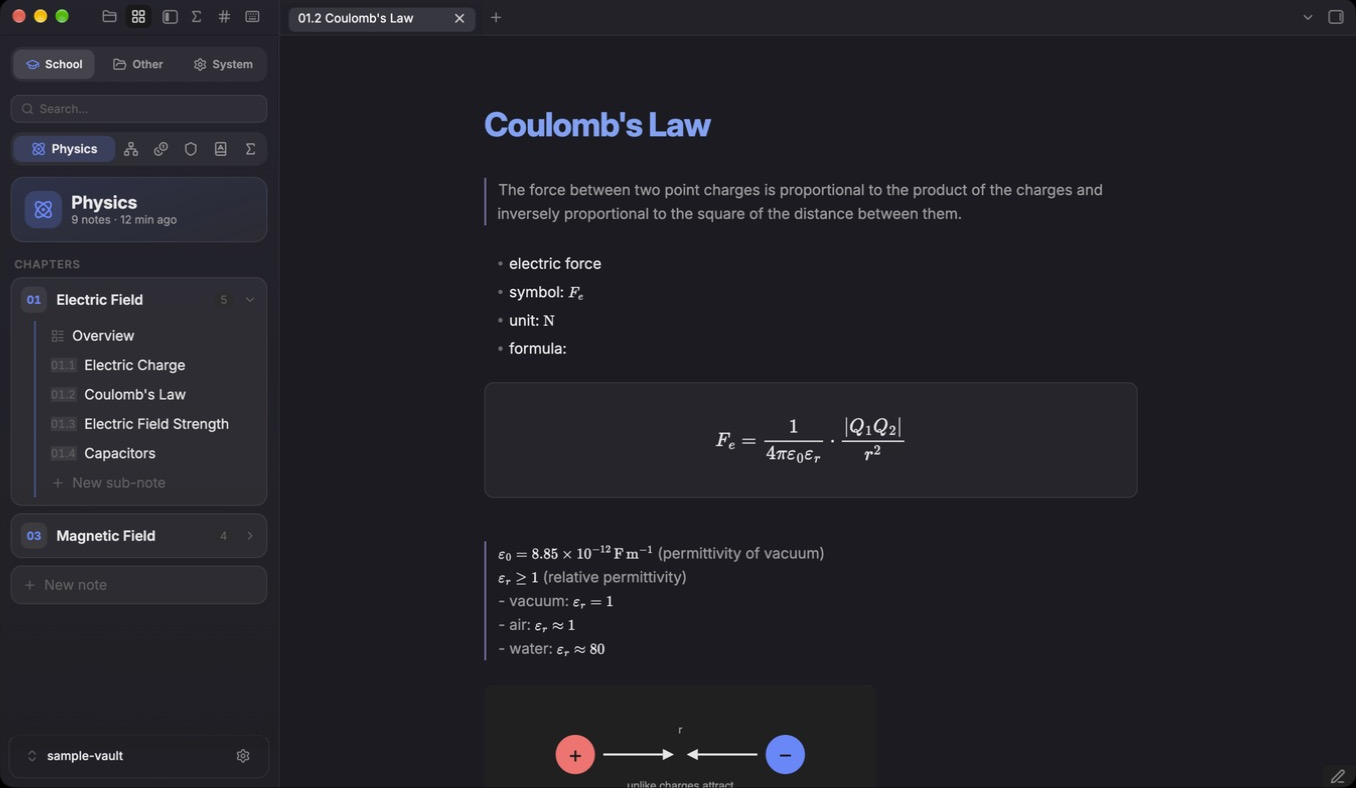 01.2 Coulomb's Law
School
Other
System
Search...
Physics
Physics
9 notes · 12 min ago
CHAPTERS
01 Electric Field 5
Overview
01.1 Electric Charge
01.2 Coulomb's Law
01.3 Electric Field Strength
01.4 Capacitors
+ New sub-note
03 Magnetic Field 4
+ New note
sample-vault
Coulomb's Law
The force between two point charges is proportional to the product of the charges and
inversely proportional to the square of the distance between them.
• electric force
• symbol: Fₑ
• unit: N
• formula:
Fₑ = 1/(4πε₀εᵣ) · |Q₁Q₂|/r²
ε₀ = 8.85 × 10⁻¹² F m⁻¹ (permittivity of vacuum)
εᵣ ≥ 1 (relative permittivity)
- vacuum: εᵣ = 1
- air: εᵣ ≈ 1
- water: εᵣ ≈ 80
r
+ −
unlike charges attract